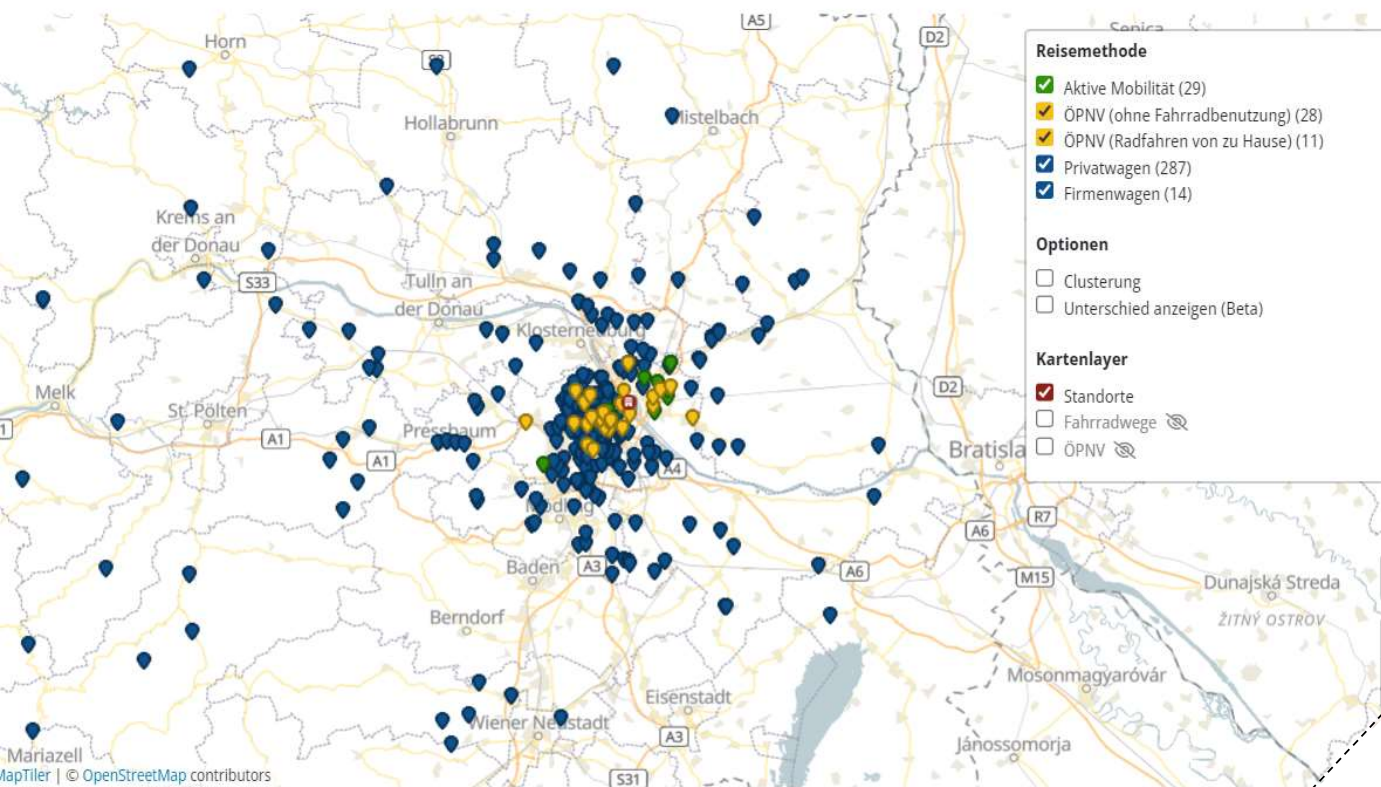 A5
D2
Senica
Horn
Reisemethode
Aktive Mobilität (29)
ÖPNV (ohne Fahrradbenutzung) (28)
ÖPNV (Radfahren von zu Hause) (11)
Privatwagen (287)
Firmenwagen (14)
Hollabrunn
Mistelbach
Krems an
der Donau
S33
Tulln an
der Donau
Klosterneuburg
Optionen
Clusterung
Unterschied anzeigen (Beta)
Kartenlayer
Standorte
Fahrradwege
ÖPNV
Melk
St. Pölten
Pressbaum
D2
1
A1
A1
A4
Bratisla
Mödling
R7
A6
Baden
A3
A6
M15
Dunajská Streda
ŽITNÝ OSTROV
Berndorf
Mosonmagyaróvár
Eisenstadt
Wiener Neustadt
A3
Jánossomorja
Mariazell
S31
MapTiler | © OpenStreetMap contributors